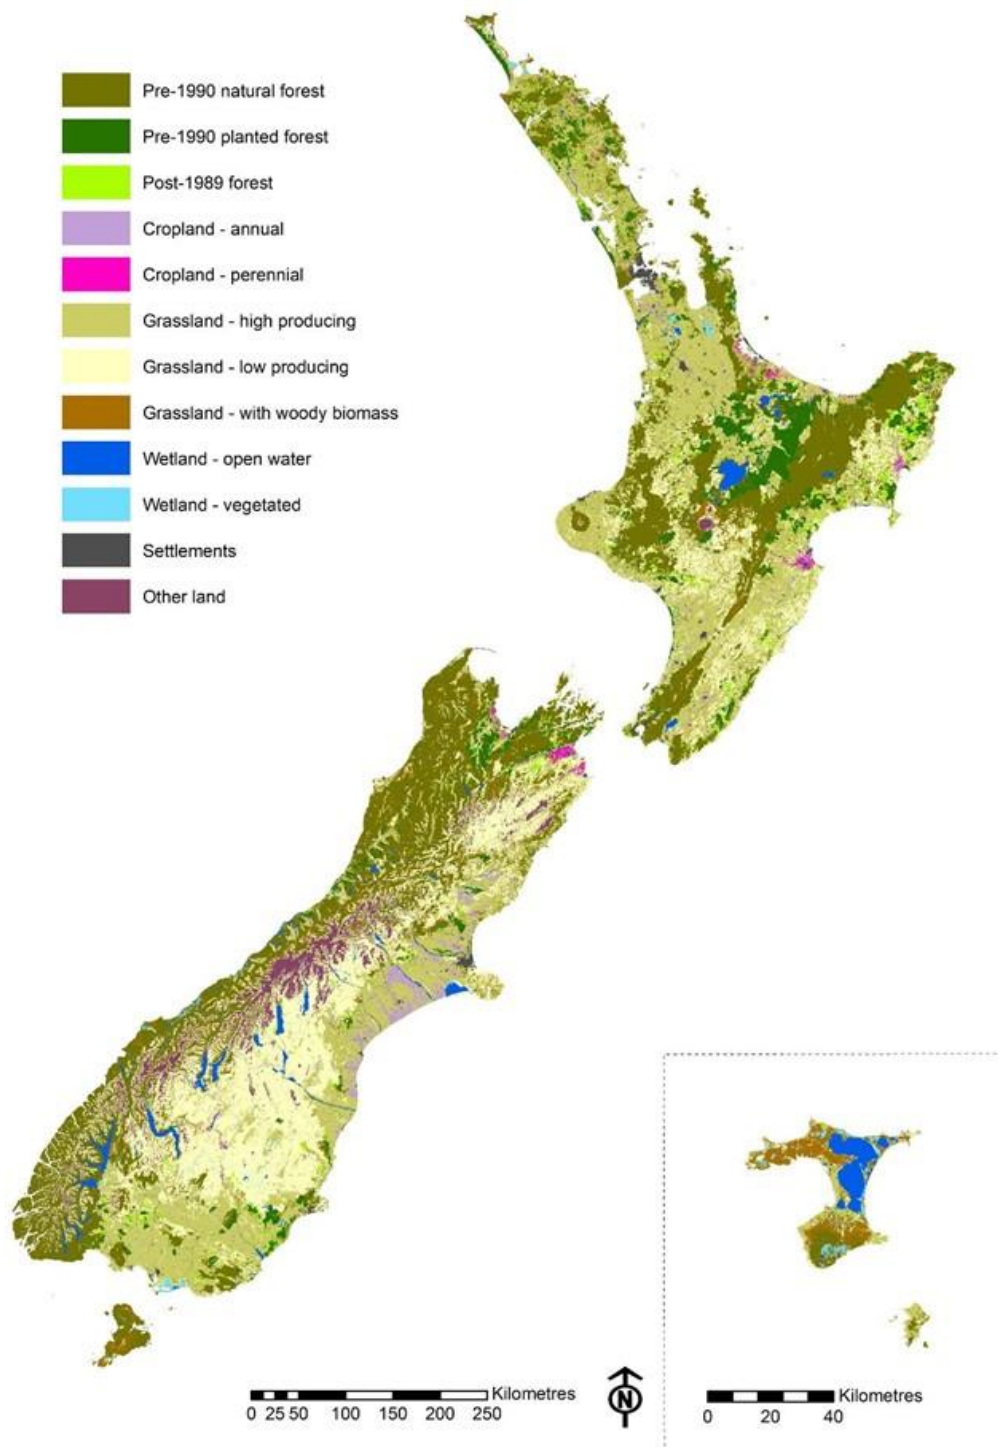 Pre-1990 natural forest
Pre-1990 planted forest
Post-1989 forest
Cropland - annual
Cropland - perennial
Grassland - high producing
Grassland - low producing
Grassland - with woody biomass
Wetland - open water
Wetland - vegetated
Settlements
Other land
Kilometres
0 25 50 100 150 200 250
N
Kilometres
0 20 40